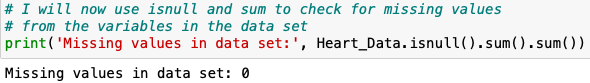 # I will now use isnull and sum to check for missing values
# from the variables in the data set
print('Missing values in data set:', Heart_Data.isnull().sum().sum())
Missing values in data set: 0